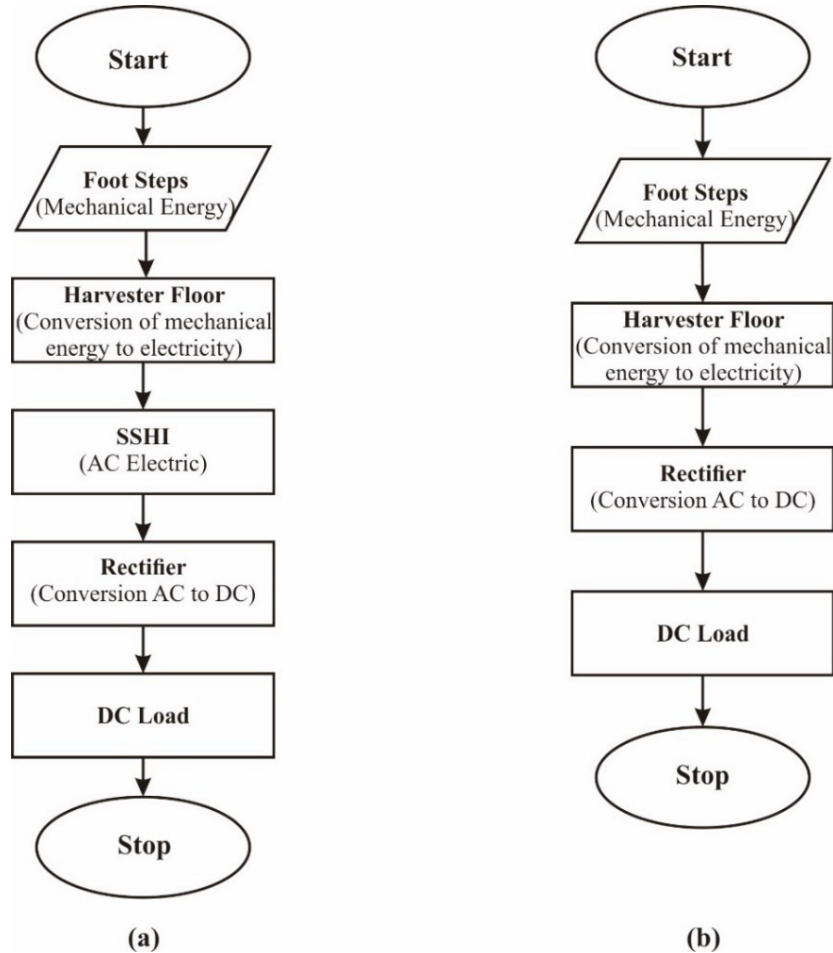 Start
Foot Steps
(Mechanical Energy)
Harvester Floor
(Conversion of mechanical
energy to electricity)
SSHI
(AC Electric)
Rectifier
(Conversion AC to DC)
DC Load
Stop
(a)
Start
Foot Steps
(Mechanical Energy)
Harvester Floor
(Conversion of mechanical
energy to electricity)
Rectifier
(Conversion AC to DC)
DC Load
Stop
(b)